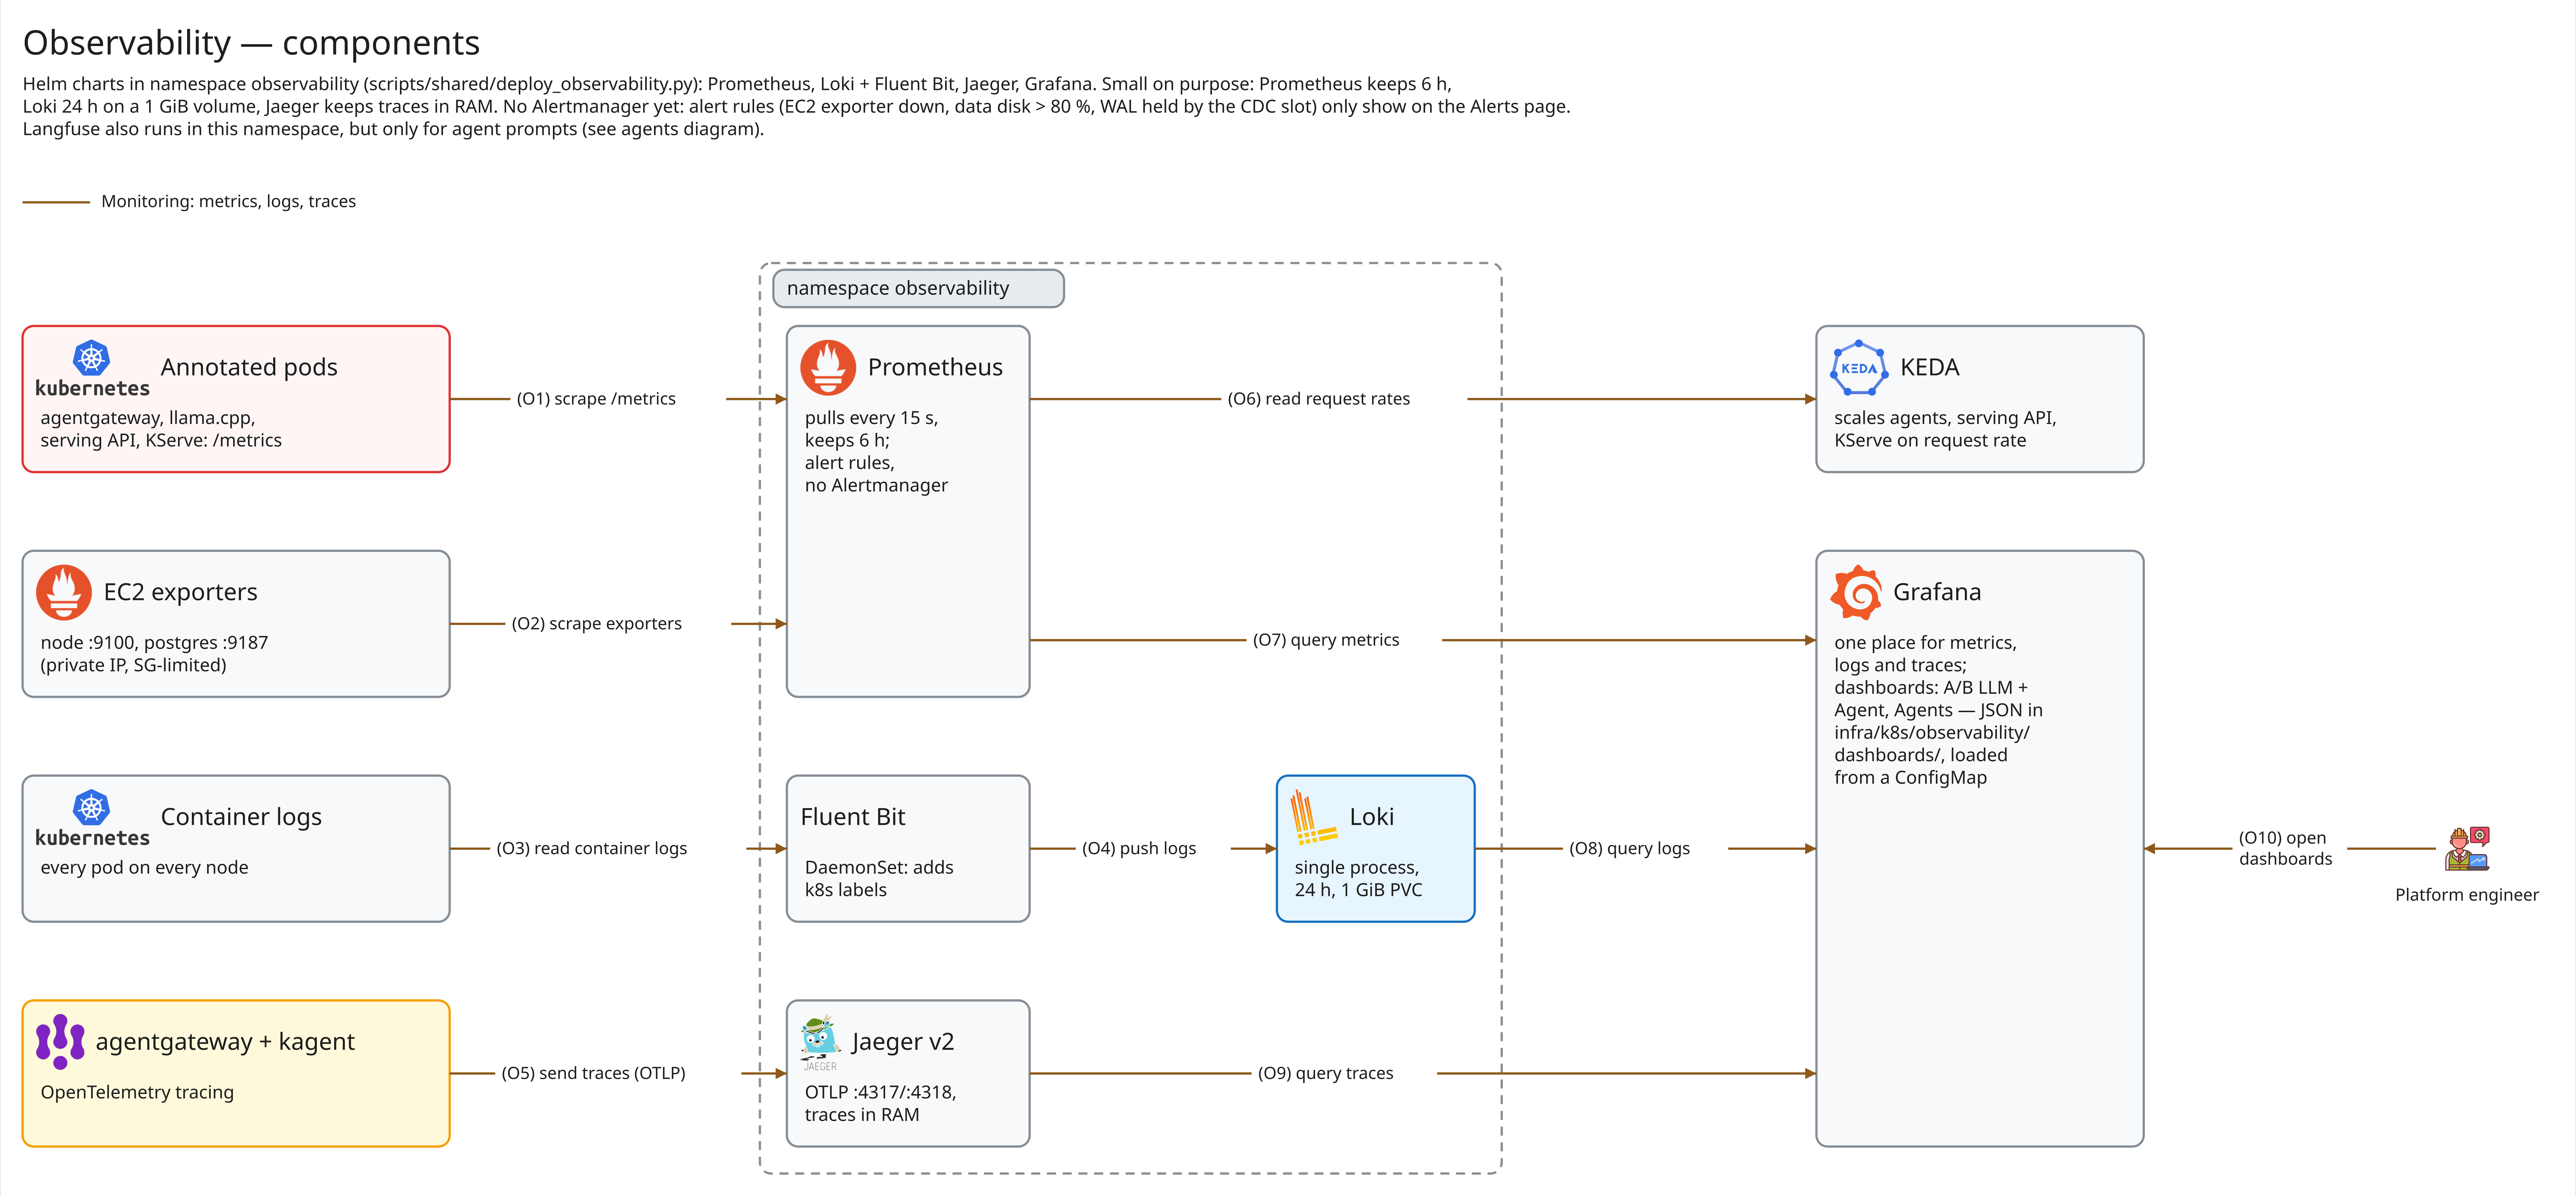 Observability — components
Helm charts in namespace observability (scripts/shared/deploy_observability.py): Prometheus, Loki + Fluent Bit, Jaeger, Grafana. Small on purpose: Prometheus keeps 6 h,
Loki 24 h on a 1 GiB volume, Jaeger keeps traces in RAM. No Alertmanager yet: alert rules (EC2 exporter down, data disk > 80 %, WAL held by the CDC slot) only show on the Alerts page.
Langfuse also runs in this namespace, but only for agent prompts (see agents diagram).
Monitoring: metrics, logs, traces
namespace observability
kubernetes
Annotated pods
agentgateway, llama.cpp,
serving API, KServe: /metrics
(O1) scrape /metrics
Prometheus
pulls every 15 s,
keeps 6 h;
alert rules,
no Alertmanager
(O6) read request rates
KEDA
KEDA
scales agents, serving API,
KServe on request rate
EC2 exporters
node :9100, postgres :9187
(private IP, SG-limited)
(O2) scrape exporters
(O7) query metrics
Grafana
one place for metrics,
logs and traces;
dashboards: A/B LLM +
Agent, Agents — JSON in
infra/k8s/observability/
dashboards/, loaded
from a ConfigMap
kubernetes
Container logs
every pod on every node
(O3) read container logs
Fluent Bit
DaemonSet: adds
k8s labels
(O4) push logs
Loki
single process,
24 h, 1 GiB PVC
(O8) query logs
(O10) open
dashboards
Platform engineer
agentgateway + kagent
OpenTelemetry tracing
(O5) send traces (OTLP)
JAEGER
Jaeger v2
OTLP :4317/:4318,
traces in RAM
(O9) query traces